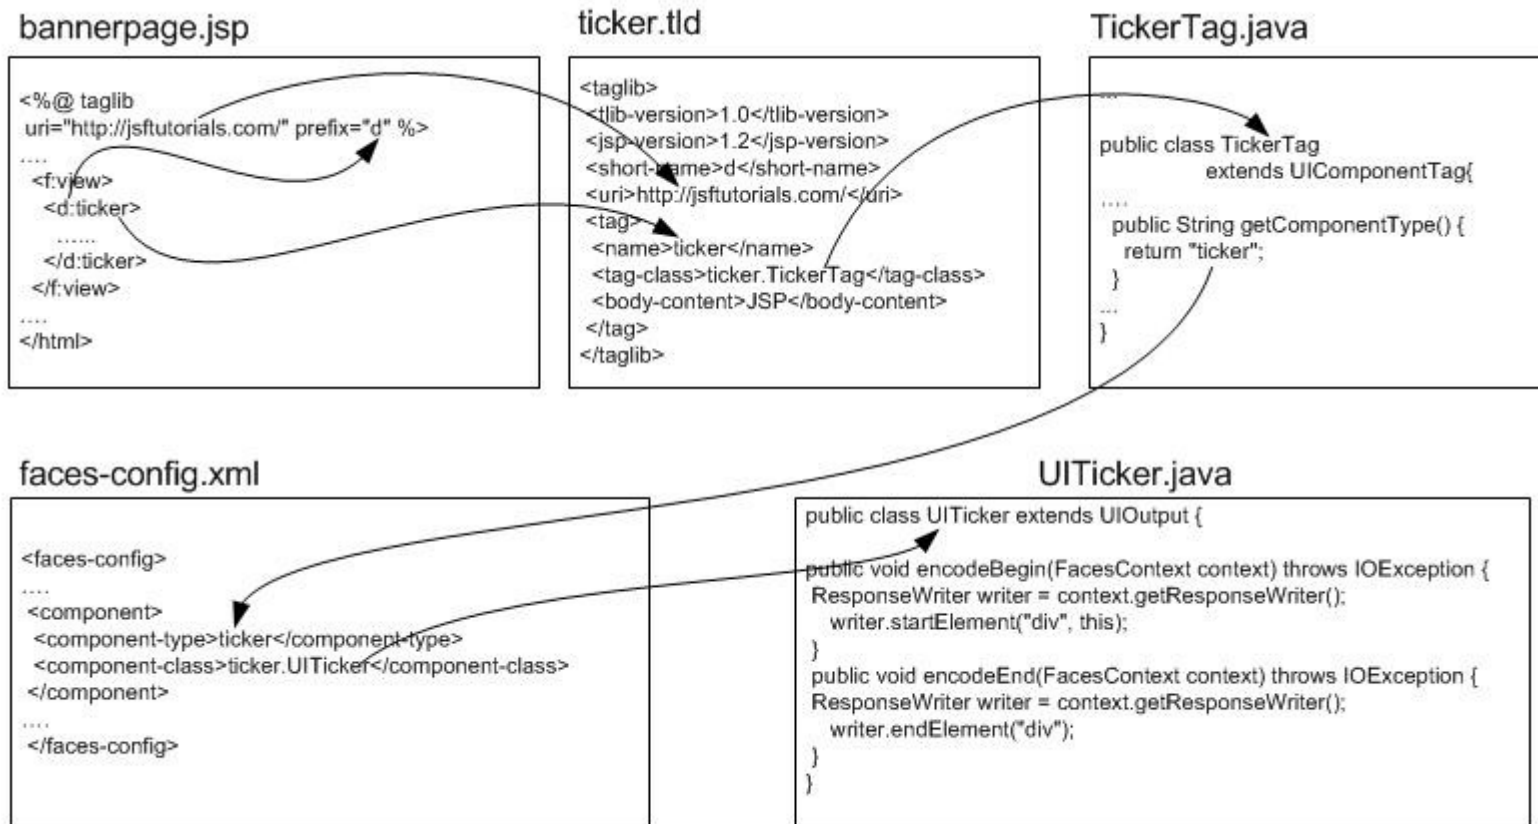 bannerpage.jsp
<%@ taglib
uri="http://jsftutorials.com/" prefix="d" %>
....
<f:view>
<d:ticker>
......
</d:ticker>
</f:view>
....
</html>
ticker.tld
<taglib>
<tlib-version>1.0</tlib-version>
<jsp-version>1.2</jsp-version>
<short-name>d</short-name>
<uri>http://jsftutorials.com/</uri>
<tag>
<name>ticker</name>
<tag-class>ticker.TickerTag</tag-class>
<body-content>JSP</body-content>
</tag>
</taglib>
TickerTag.java
...
public class TickerTag
extends UIComponentTag{
....
public String getComponentType() {
return "ticker";
}
...
}
faces-config.xml
<faces-config>
....
<component>
<component-type>ticker</component-type>
<component-class>ticker.UITicker</component-class>
</component>
....
</faces-config>
UITicker.java
public class UITicker extends UIOutput {
public void encodeBegin(FacesContext context) throws IOException {
ResponseWriter writer = context.getResponseWriter();
writer.startElement("div", this);
}
public void encodeEnd(FacesContext context) throws IOException {
ResponseWriter writer = context.getResponseWriter();
writer.endElement("div");
}
}